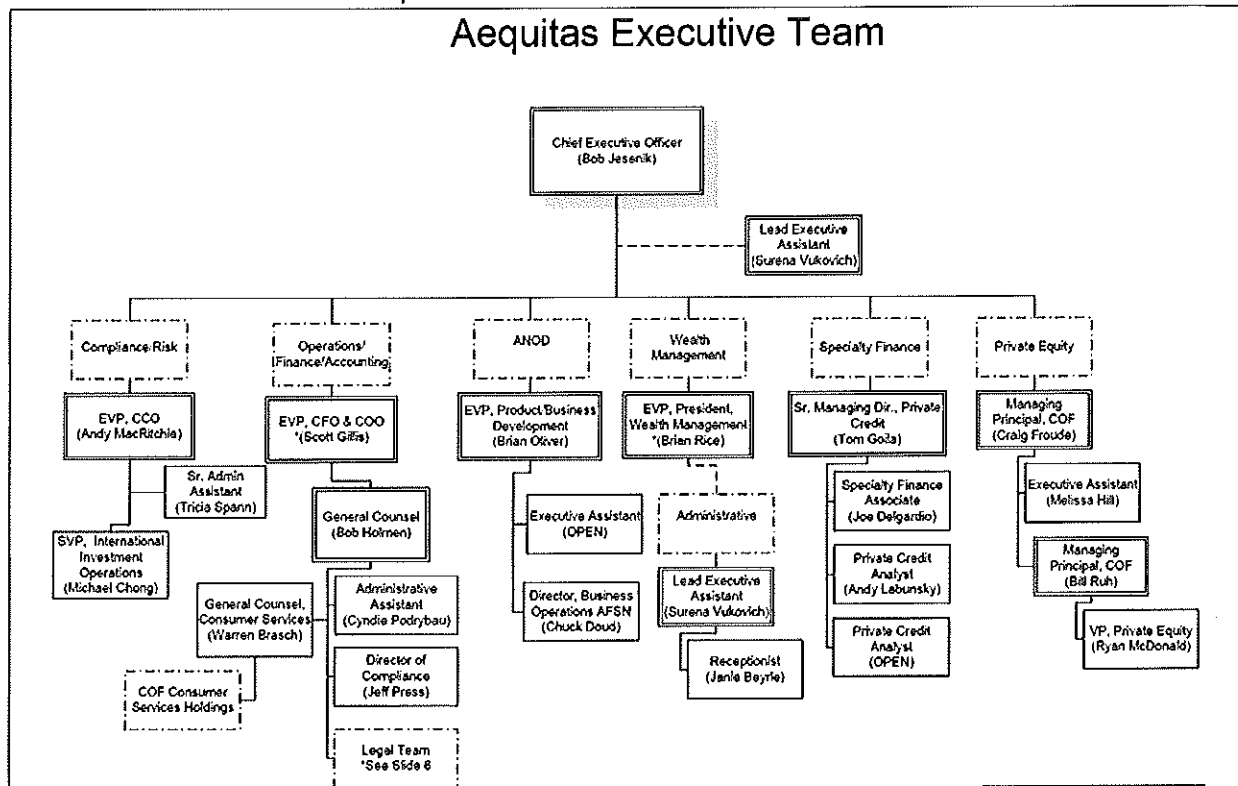 Aequitas Executive Team
Chief Executive Officer
(Bob Jesenik)
Lead Executive
Assistant
(Surena Vukovich)
Compliance/Risk
Operations/
Finance/Accounting
ANOD
Wealth
Management
Specialty Finance
Private Equity
EVP, CCO
(Andy MacRitchie)
EVP, CFO & COO
*(Scott Gillis)
EVP, Product/Business
Development
(Brian Oliver)
EVP, President,
Wealth Management
*(Brian Rice)
Sr. Managing Dir., Private
Credit
(Tom Goila)
Managing
Principal, COF
(Craig Froude)
Sr. Admin
Assistant
(Tricia Spann)
SVP, International
Investment
Operations
(Michael Chong)
General Counsel
(Bob Holmen)
General Counsel,
Consumer Services
(Warren Brasch)
COF Consumer
Services Holdings
Administrative
Assistant
(Cyndie Podrybau)
Director of
Compliance
(Jeff Press)
Legal Team
*See Slide 6
Executive Assistant
(OPEN)
Director, Business
Operations AFSN
(Chuck Doud)
Administrative
Lead Executive
Assistant
(Surena Vukovich)
Receptionist
(Janie Beyrle)
Specialty Finance
Associate
(Joe Delgardio)
Private Credit
Analyst
(Andy Labunsky)
Private Credit
Analyst
(OPEN)
Executive Assistant
(Melissa Hill)
Managing
Principal, COF
(Bill Ruh)
VP, Private Equity
(Ryan McDonald)